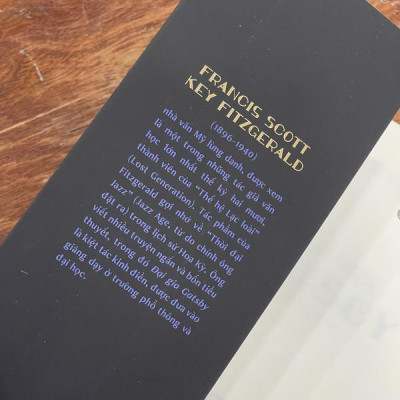 FRANCIS SCOTT
KEY FITZGERALD
(1896-1940)
nhà văn Mỹ lừng danh, được xem
là một trong những tác giả văn
học lớn nhất thế kỷ hai mươi,
thành viên của "Thế hệ Lạc loài"
(Lost Generation). Tác phẩm của
Fitzgerald gợi nhớ về "Thời đại
Jazz" (Jazz Age, từ do chính ông
đặt ra) trong lịch sử Hoa Kỳ. Ông
viết nhiều truyện ngắn và bốn tiểu
thuyết, trong đó Đại gia Gatsby
là kiệt tác kinh điển, được đưa vào
giảng dạy ở trường phổ thông và
đại học.